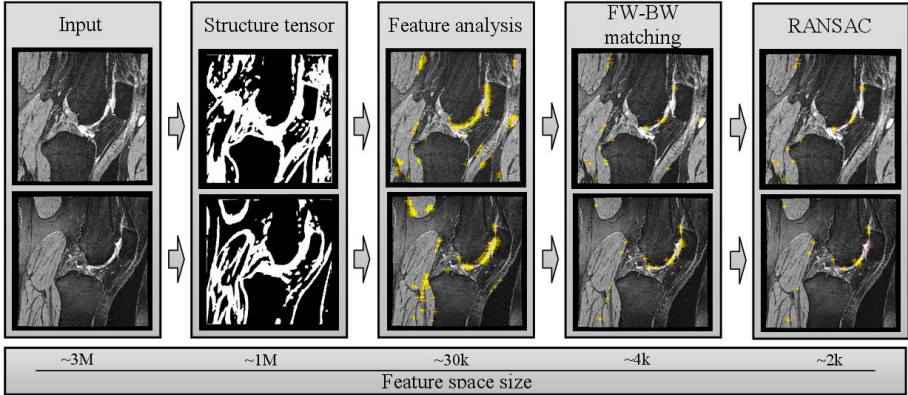 Input
Structure tensor
Feature analysis
FW-BW
matching
RANSAC
~3M
~1M
~30k
~4k
~2k
Feature space size